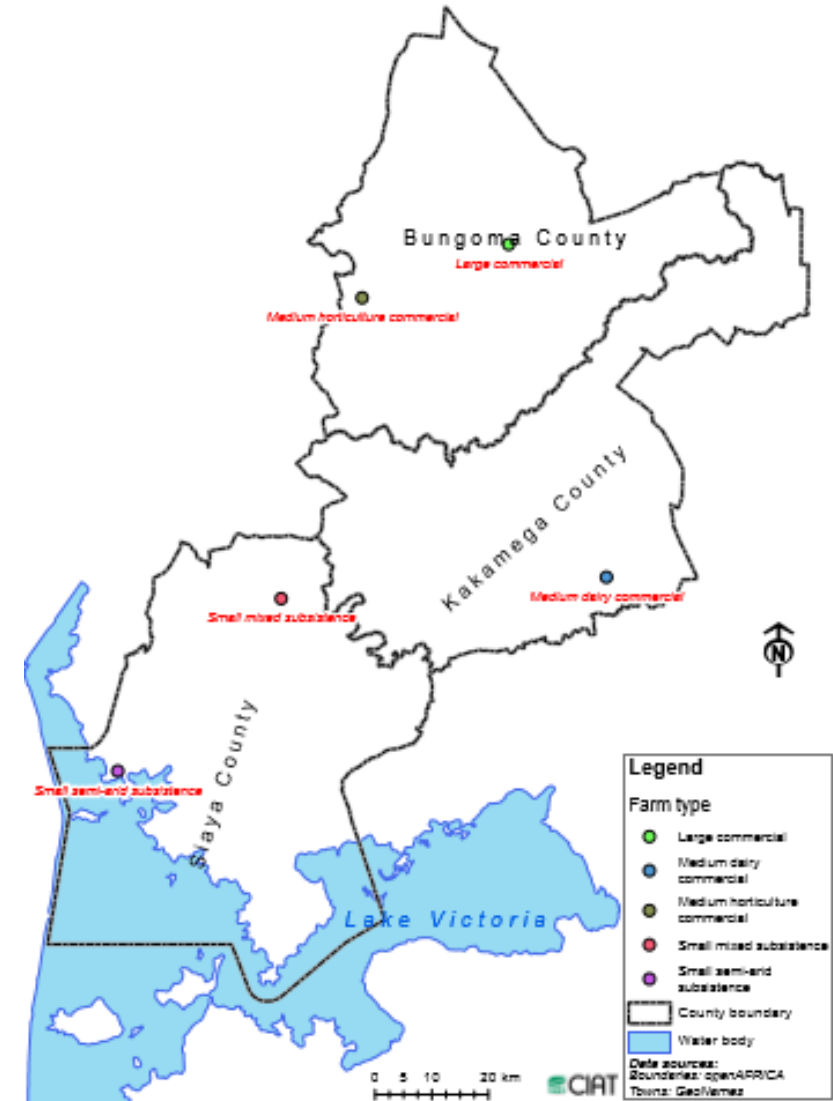 Bungoma County
Large commercial
Medium horticulture commercial
Kakamega County
Medium dairy commercial
Small mixed subsistence
N
Siaya County
Small semi-arid subsistence
Lake Victoria
Legend
Farm type
Large commercial
Medium dairy
commercial
Medium horticulture
commercial
Small mixed subsistence
Small semi-arid
subsistence
County boundary
Water body
Data sources:
Boundaries: openAFRICA
Towns: GeoNames
0 5 10 20 km
CIAT